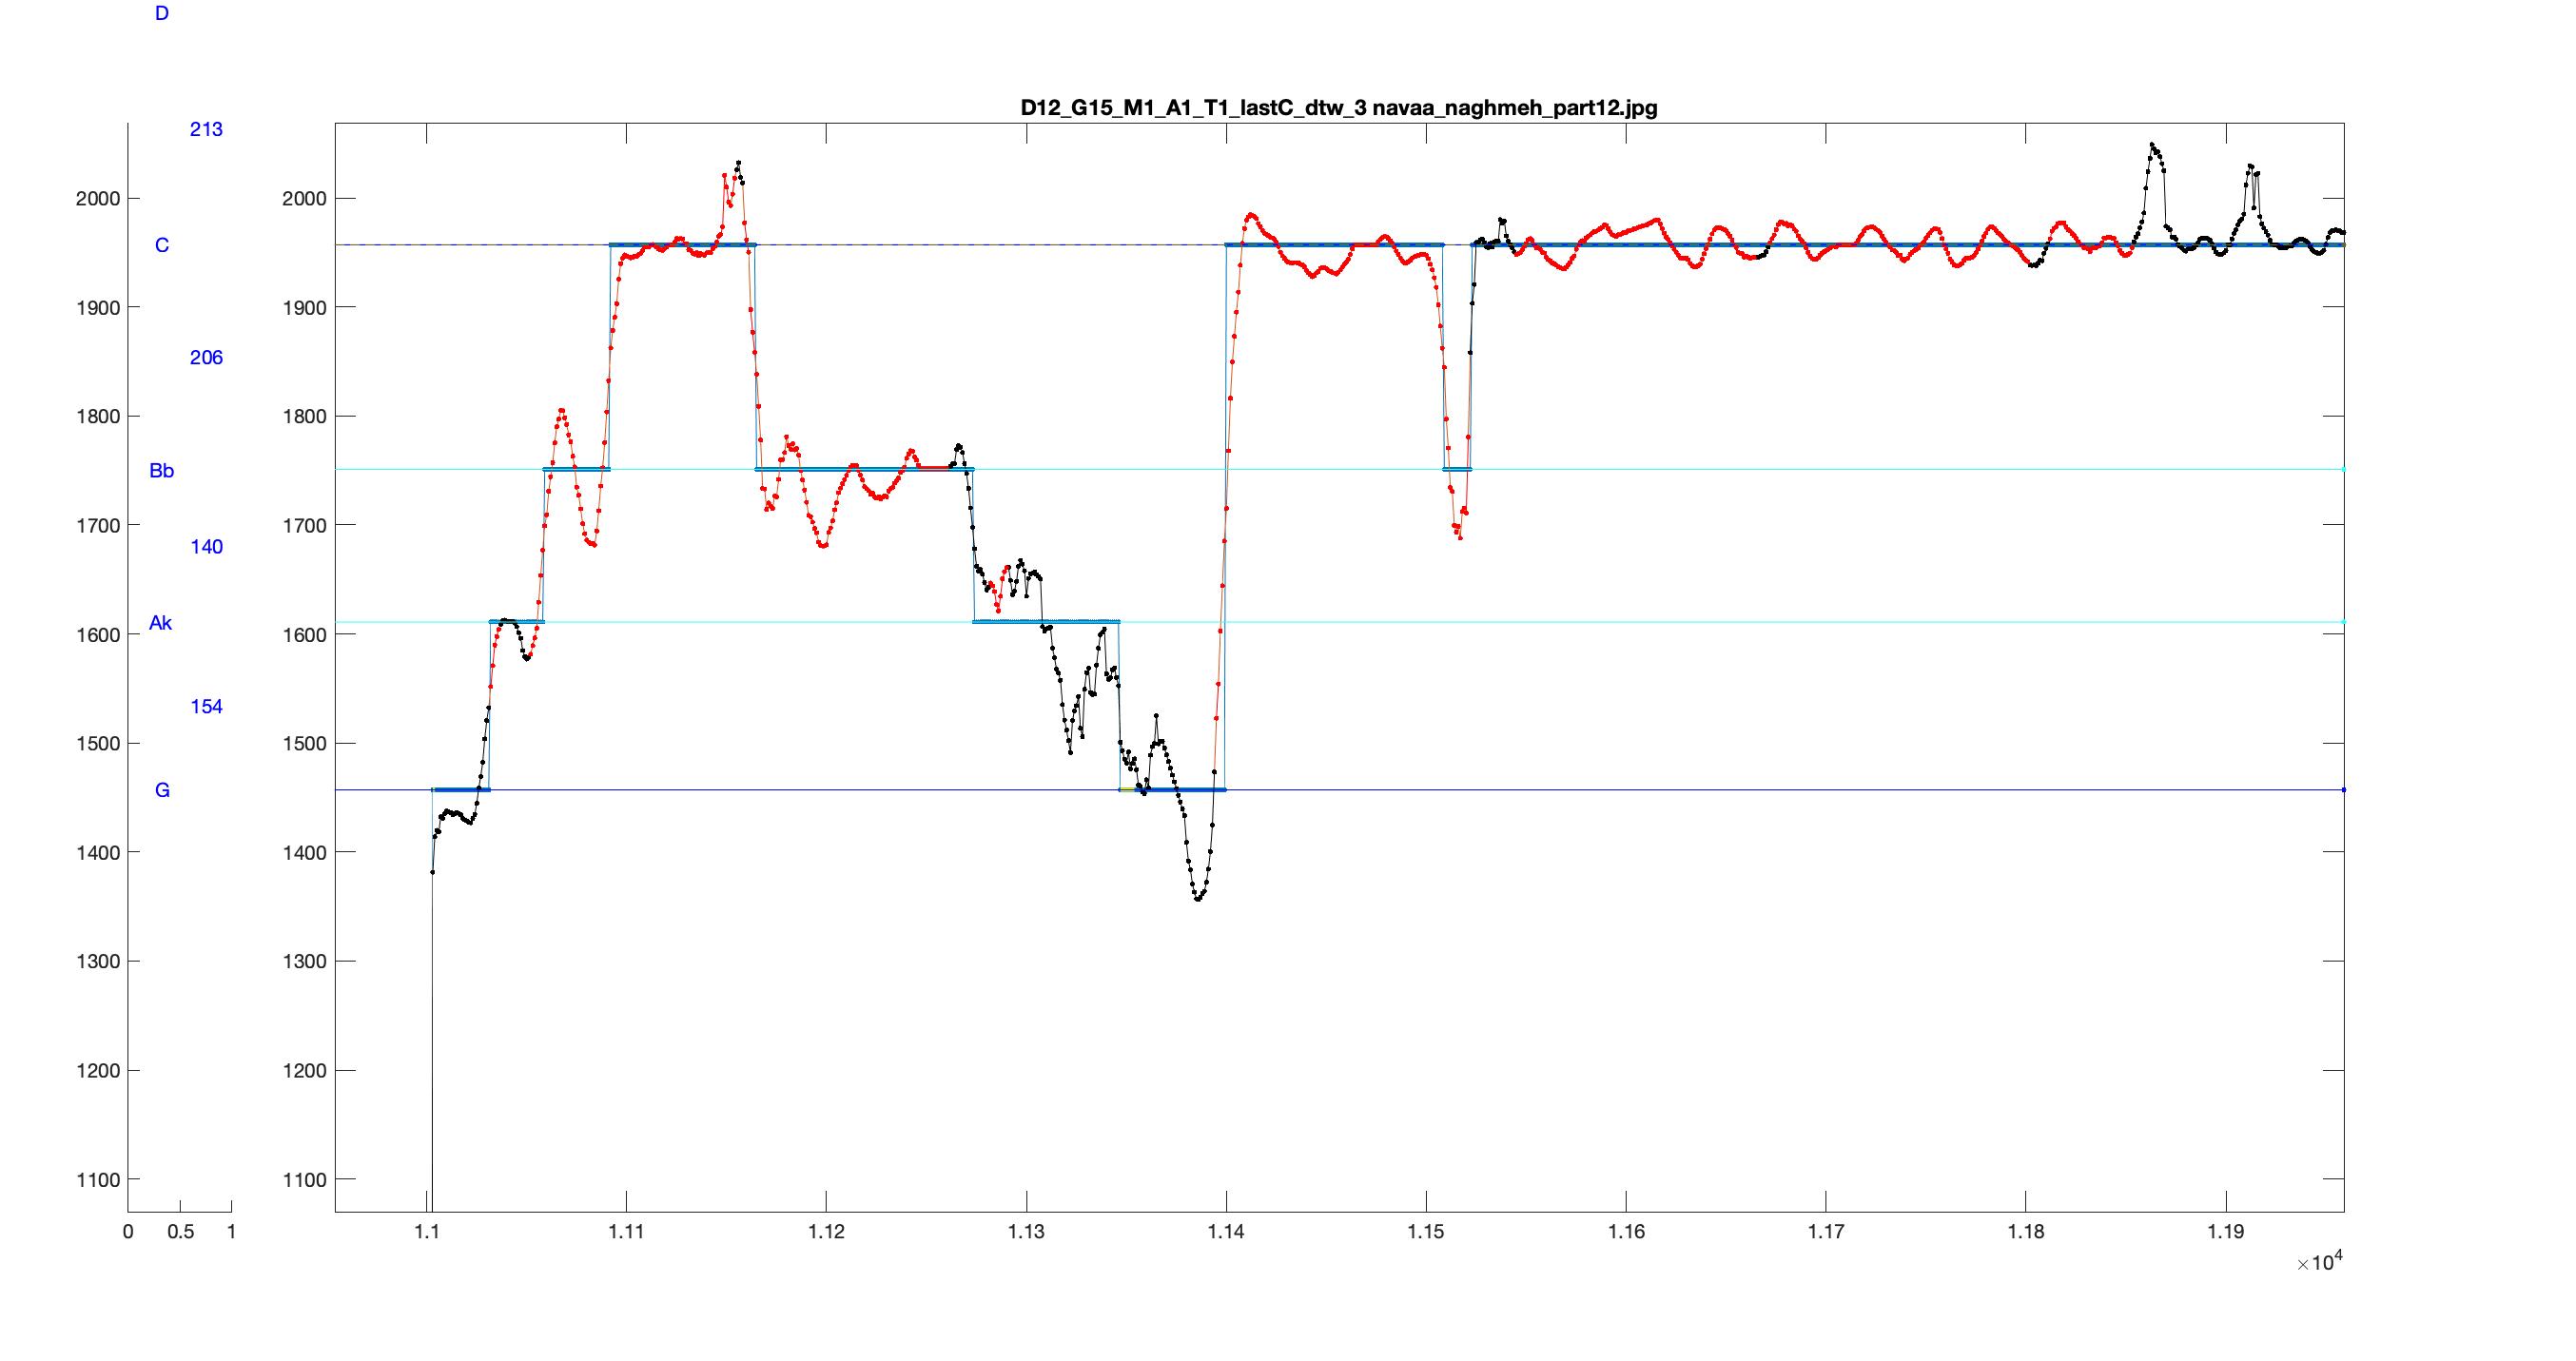 D
D12_G15_M1_A1_T1_lastC_dtw_3 navaa_naghmeh_part12.jpg
213
2000 2000
C
1900 1900
206
1800 1800
Bb
1700 1700
140
Ak
1600 1600
154
1500 1500
G
1400 1400
1300 1300
1200 1200
1100 1100
0 0.5 1 1.1 1.11 1.12 1.13 1.14 1.15 1.16 1.17 1.18 1.19
×10⁴